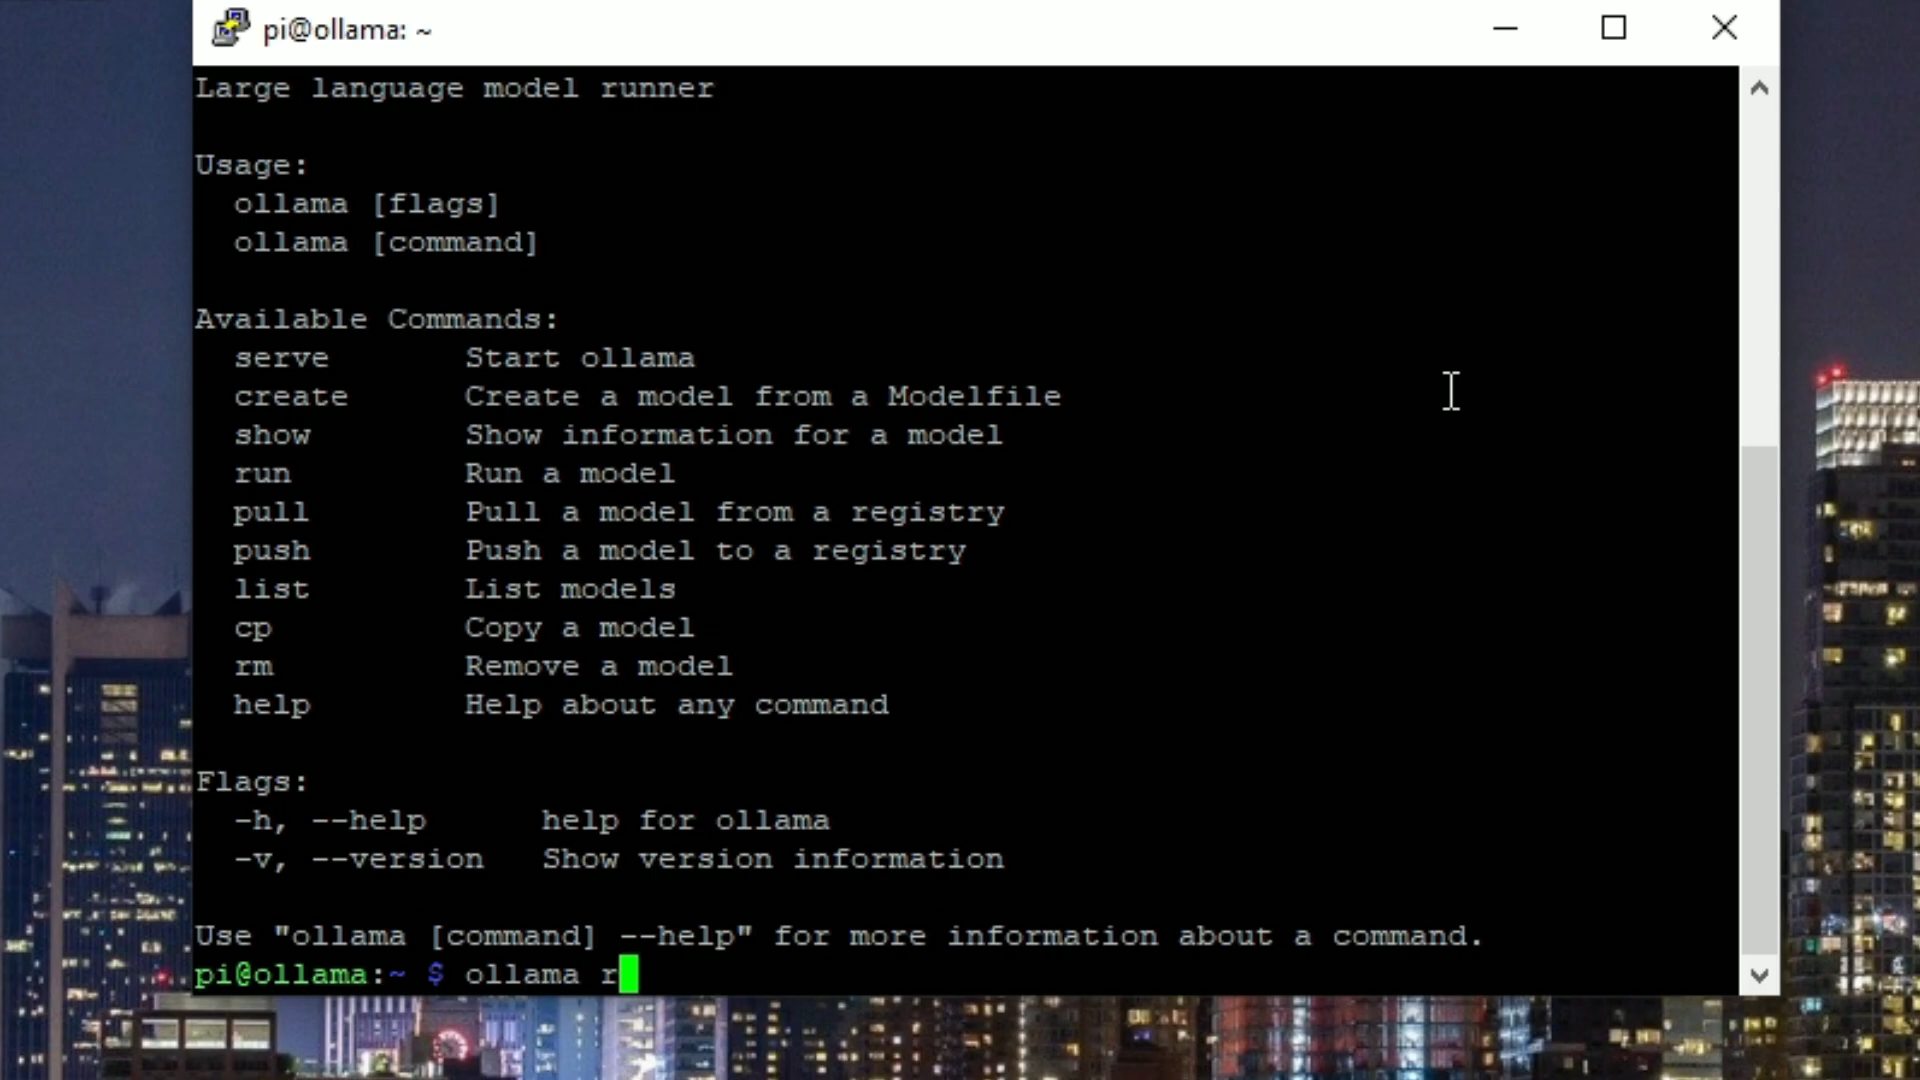 pi@ollama: ~
Large language model runner
Usage:
ollama [flags]
ollama [command]
Available Commands:
serve Start ollama
create Create a model from a Modelfile
show Show information for a model
run Run a model
pull Pull a model from a registry
push Push a model to a registry
list List models
cp Copy a model
rm Remove a model
help Help about any command
Flags:
-h, --help help for ollama
-v, --version Show version information
Use "ollama [command] --help" for more information about a command.
pi@ollama:~ $ ollama r